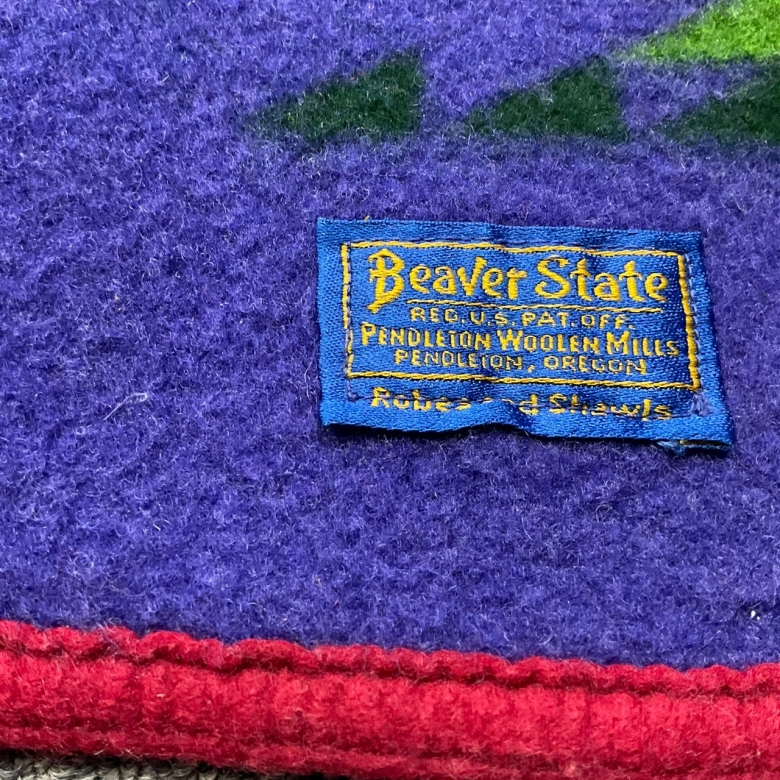 Beaver State
REG. U.S. PAT. OFF.
PENDLETON WOOLEN MILLS
PENDLETON, OREGON
Robes and Shawls